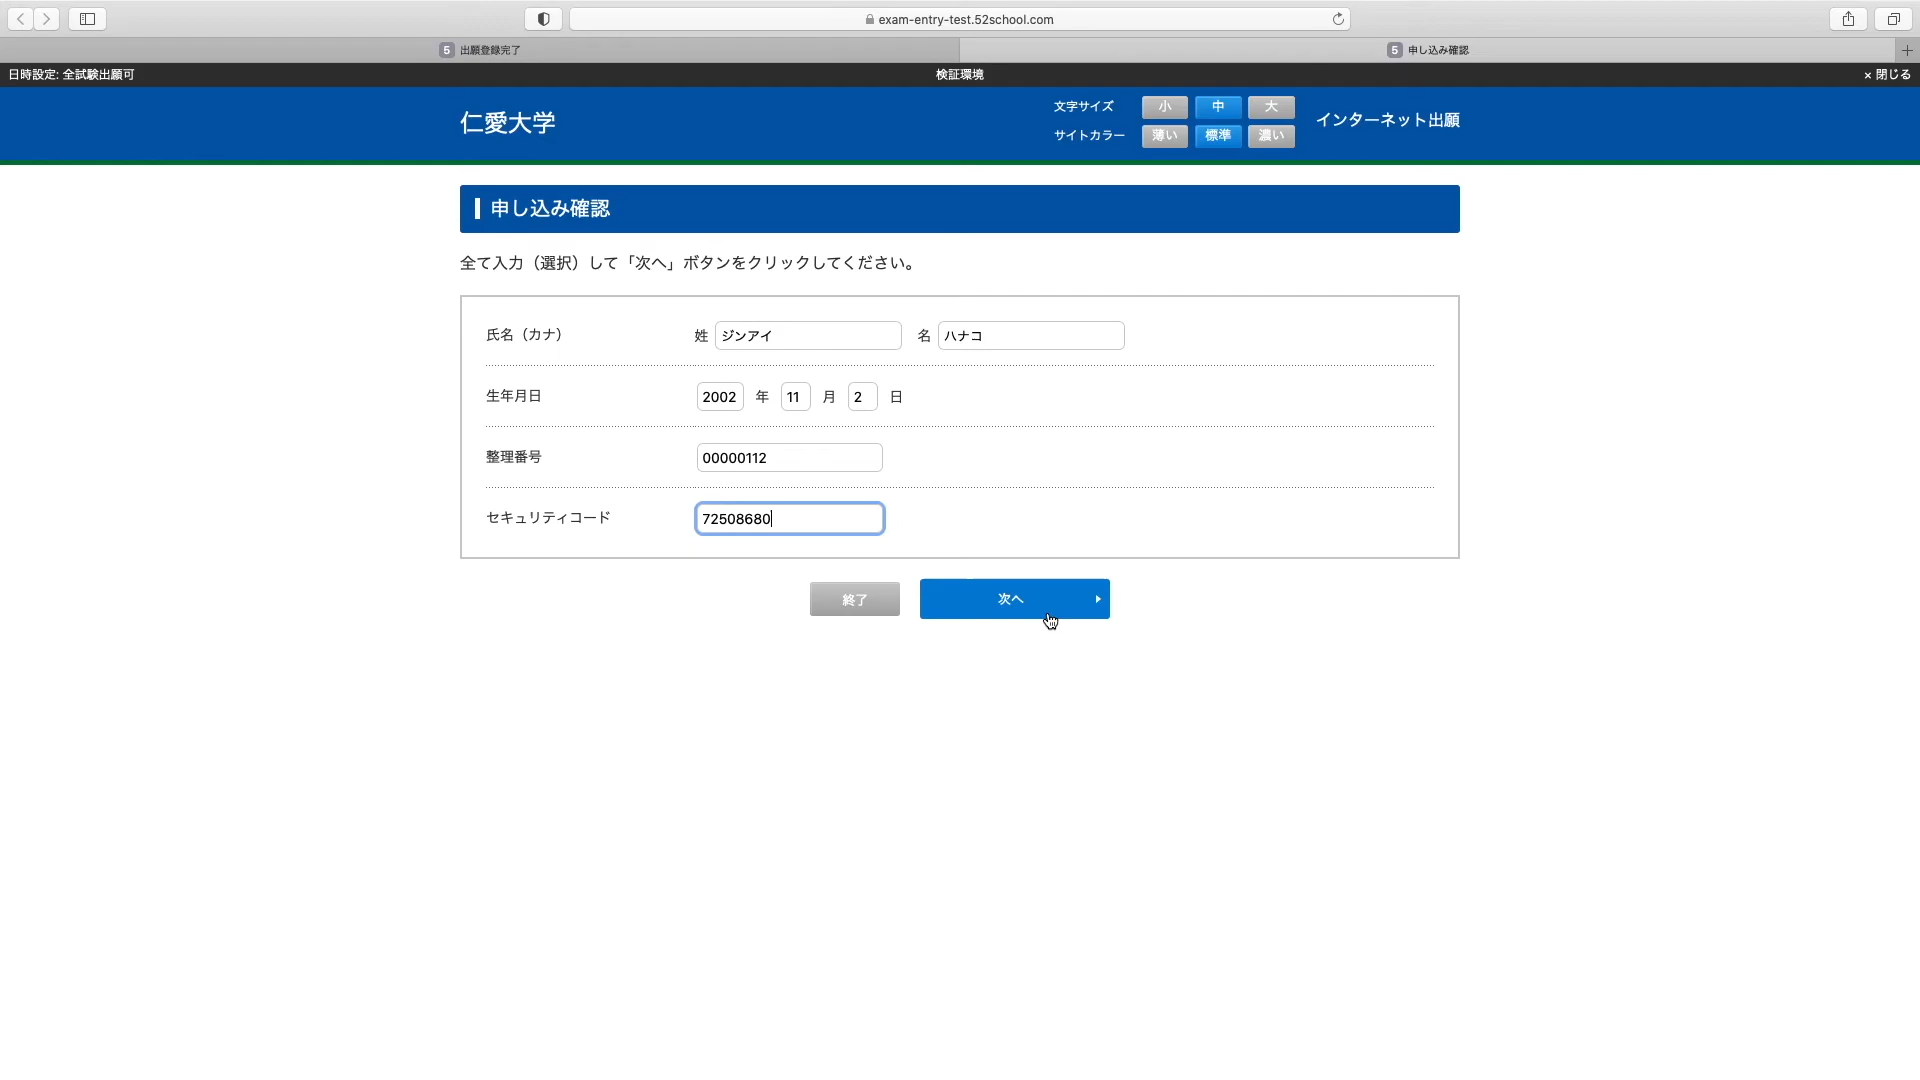 exam-entry-test.52school.com
5 出願登録完了
5 申し込み確認
日時設定: 全試験出願可
検証環境
× 閉じる
仁愛大学
文字サイズ 小 中 大
サイトカラー 薄い 標準 濃い
インターネット出願
申し込み確認
全て入力（選択）して「次へ」ボタンをクリックしてください。
氏名（カナ） 姓 ジンアイ 名 ハナコ
生年月日 2002 年 11 月 2 日
整理番号 00000112
セキュリティコード 72508680
終了 次へ